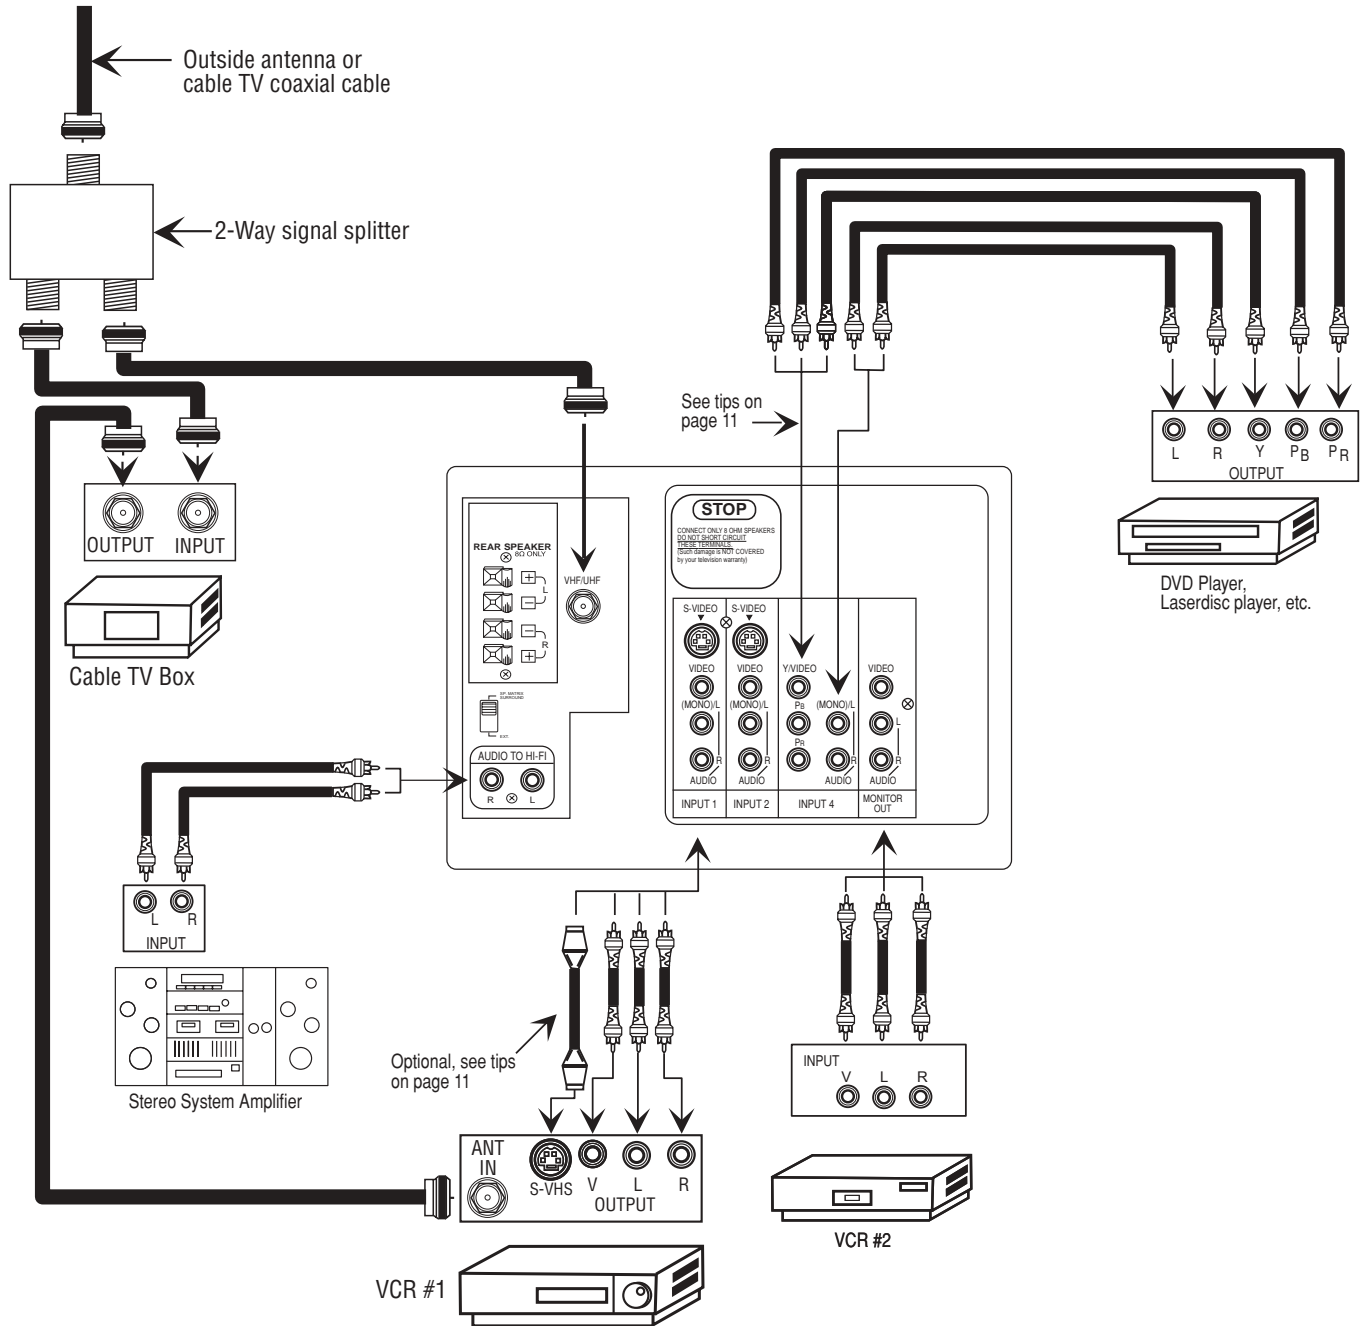 Outside antenna or
cable TV coaxial cable
2-Way signal splitter
See tips on
page 11
L R Y PB PR
OUTPUT
DVD Player,
Laserdisc player, etc.
OUTPUT INPUT
Cable TV Box
REAR SPEAKER
8Ω ONLY
+
L
−
−
R
+
VHF/UHF
SP. MATRIX
SURROUND
EXT
AUDIO TO HI-FI
R L
STOP
CONNECT ONLY 8 OHM SPEAKERS
DO NOT SHORT CIRCUIT
THESE TERMINALS.
(Such damage is NOT COVERED
by your television warranty)
S-VIDEO S-VIDEO
VIDEO VIDEO Y/VIDEO VIDEO
(MONO)/L (MONO)/L PB (MONO)/L L
PR
R R R R
AUDIO AUDIO AUDIO AUDIO
INPUT 1 INPUT 2 INPUT 4 MONITOR
OUT
L R
INPUT
Stereo System Amplifier
Optional, see tips
on page 11
ANT
IN
S-VHS V L R
OUTPUT
VCR #1
INPUT
V L R
VCR #2